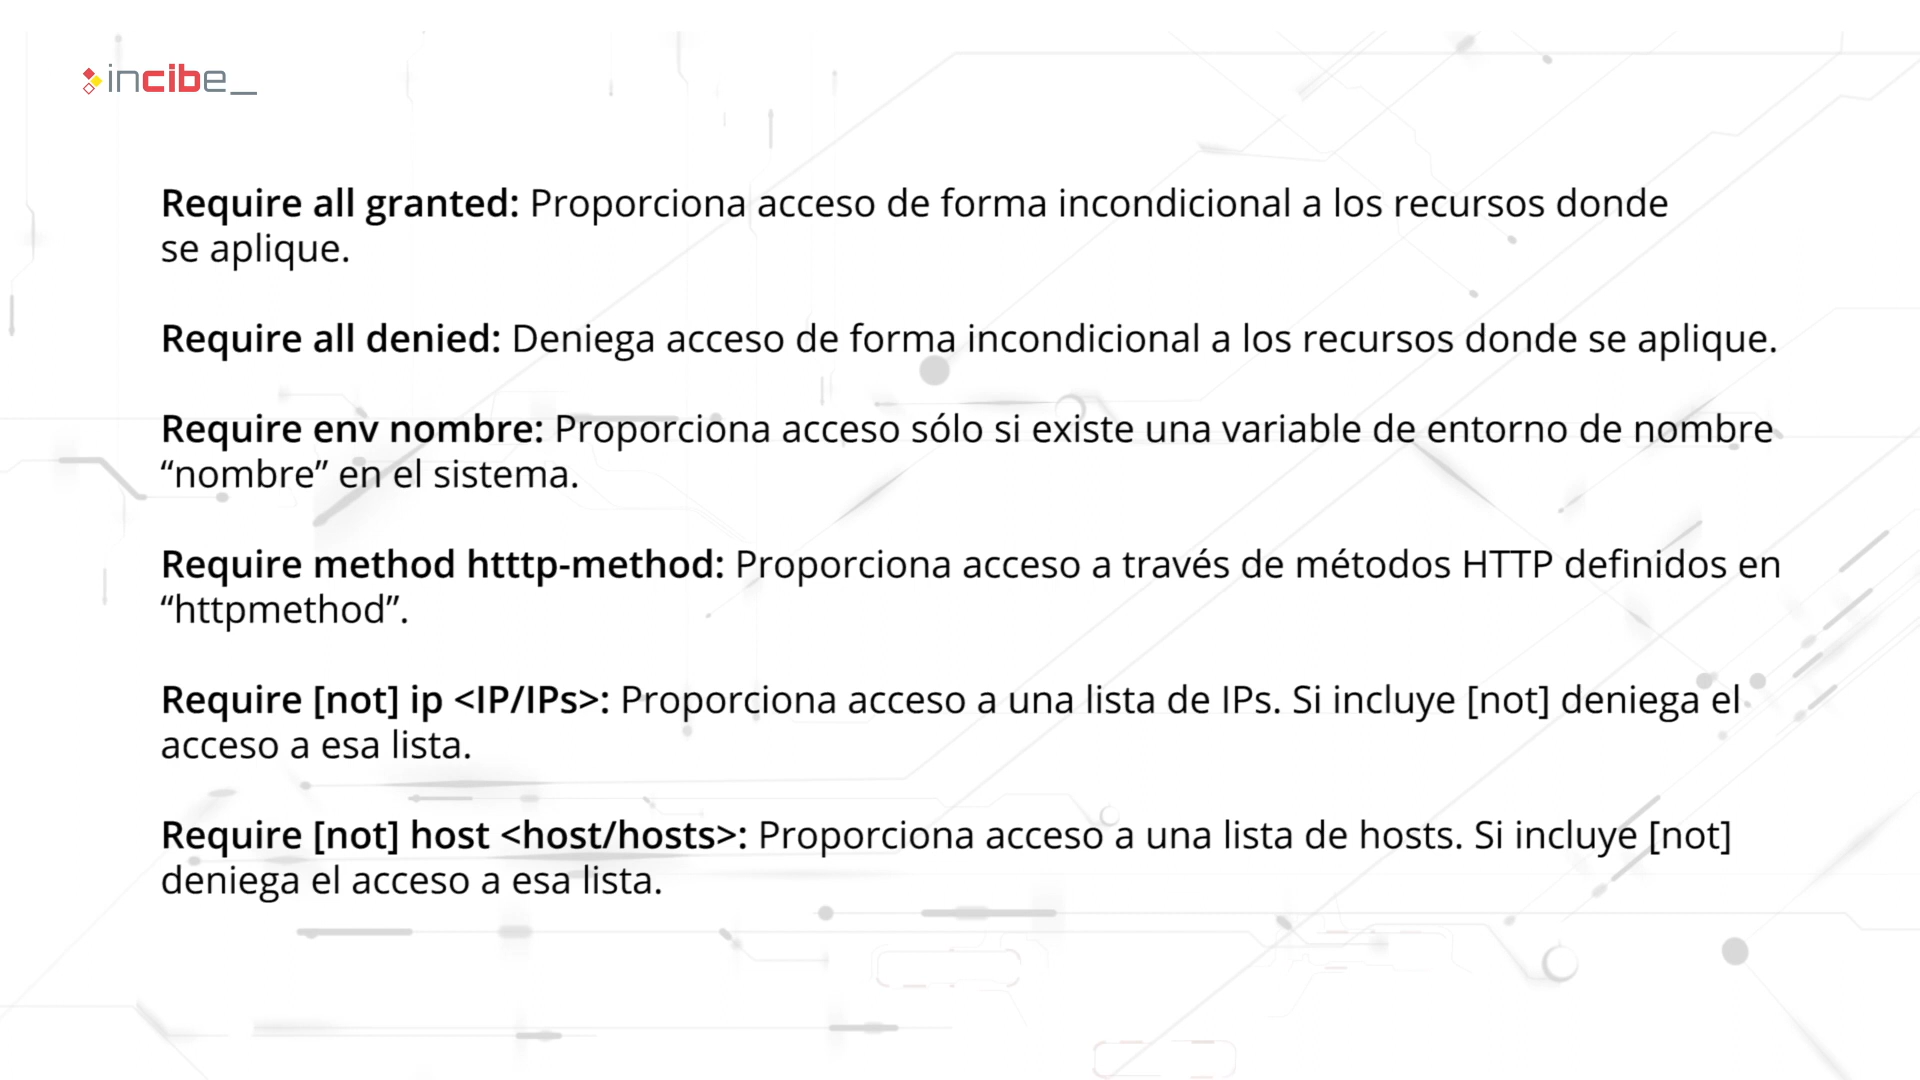 incibe_
Require all granted: Proporciona acceso de forma incondicional a los recursos donde
se aplique.
Require all denied: Deniega acceso de forma incondicional a los recursos donde se aplique.
Require env nombre: Proporciona acceso sólo si existe una variable de entorno de nombre
“nombre” en el sistema.
Require method htttp-method: Proporciona acceso a través de métodos HTTP definidos en
“httpmethod”.
Require [not] ip <IP/IPs>: Proporciona acceso a una lista de IPs. Si incluye [not] deniega el
acceso a esa lista.
Require [not] host <host/hosts>: Proporciona acceso a una lista de hosts. Si incluye [not]
deniega el acceso a esa lista.